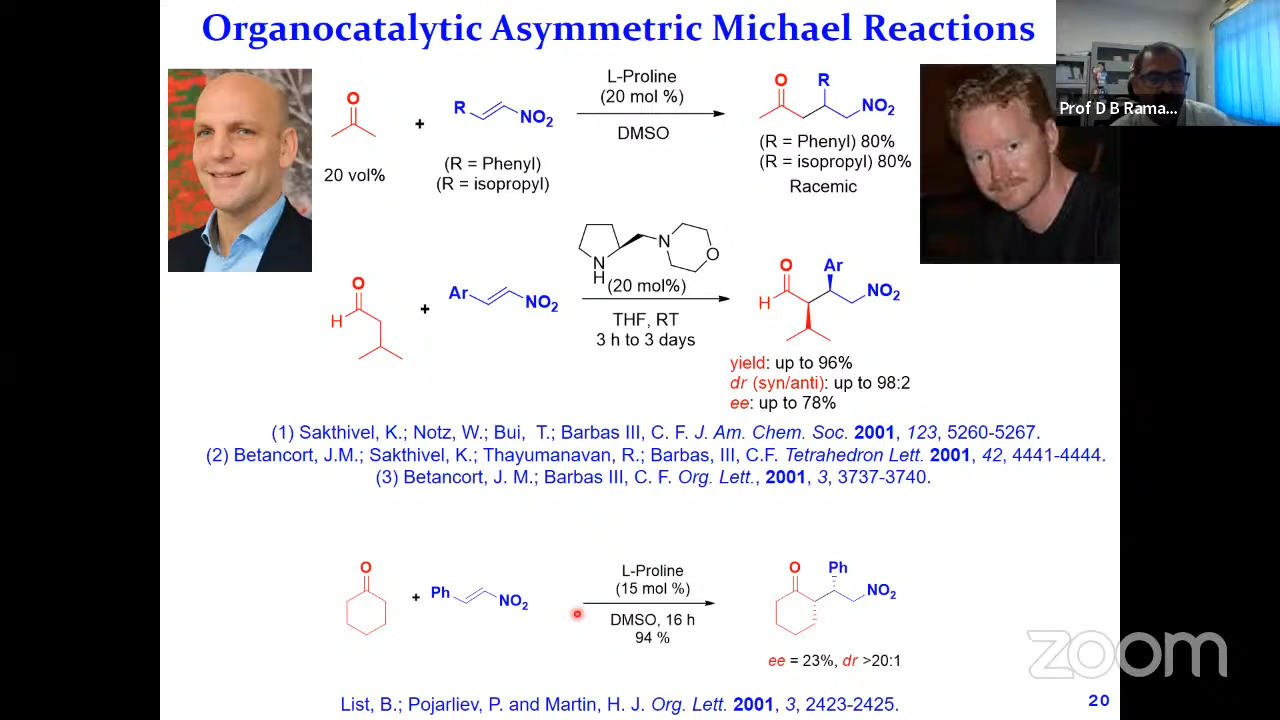 Organocatalytic Asymmetric Michael Reactions
Prof D B Rama...
O
20 vol%
+
R
NO2
(R = Phenyl)
(R = isopropyl)
L-Proline
(20 mol %)
DMSO
O
R
NO2
(R = Phenyl) 80%
(R = isopropyl) 80%
Racemic
O
H
+
Ar
NO2
N
H
N
O
(20 mol%)
THF, RT
3 h to 3 days
O
H
Ar
NO2
yield: up to 96%
dr (syn/anti): up to 98:2
ee: up to 78%
(1) Sakthivel, K.; Notz, W.; Bui, T.; Barbas III, C. F. J. Am. Chem. Soc. 2001, 123, 5260-5267.
(2) Betancort, J.M.; Sakthivel, K.; Thayumanavan, R.; Barbas, III, C.F. Tetrahedron Lett. 2001, 42, 4441-4444.
(3) Betancort, J. M.; Barbas III, C. F. Org. Lett., 2001, 3, 3737-3740.
O
+
Ph
NO2
L-Proline
(15 mol %)
DMSO, 16 h
94 %
O
Ph
NO2
ee = 23%, dr >20:1
zoom
List, B.; Pojarliev, P. and Martin, H. J. Org. Lett. 2001, 3, 2423-2425.
20